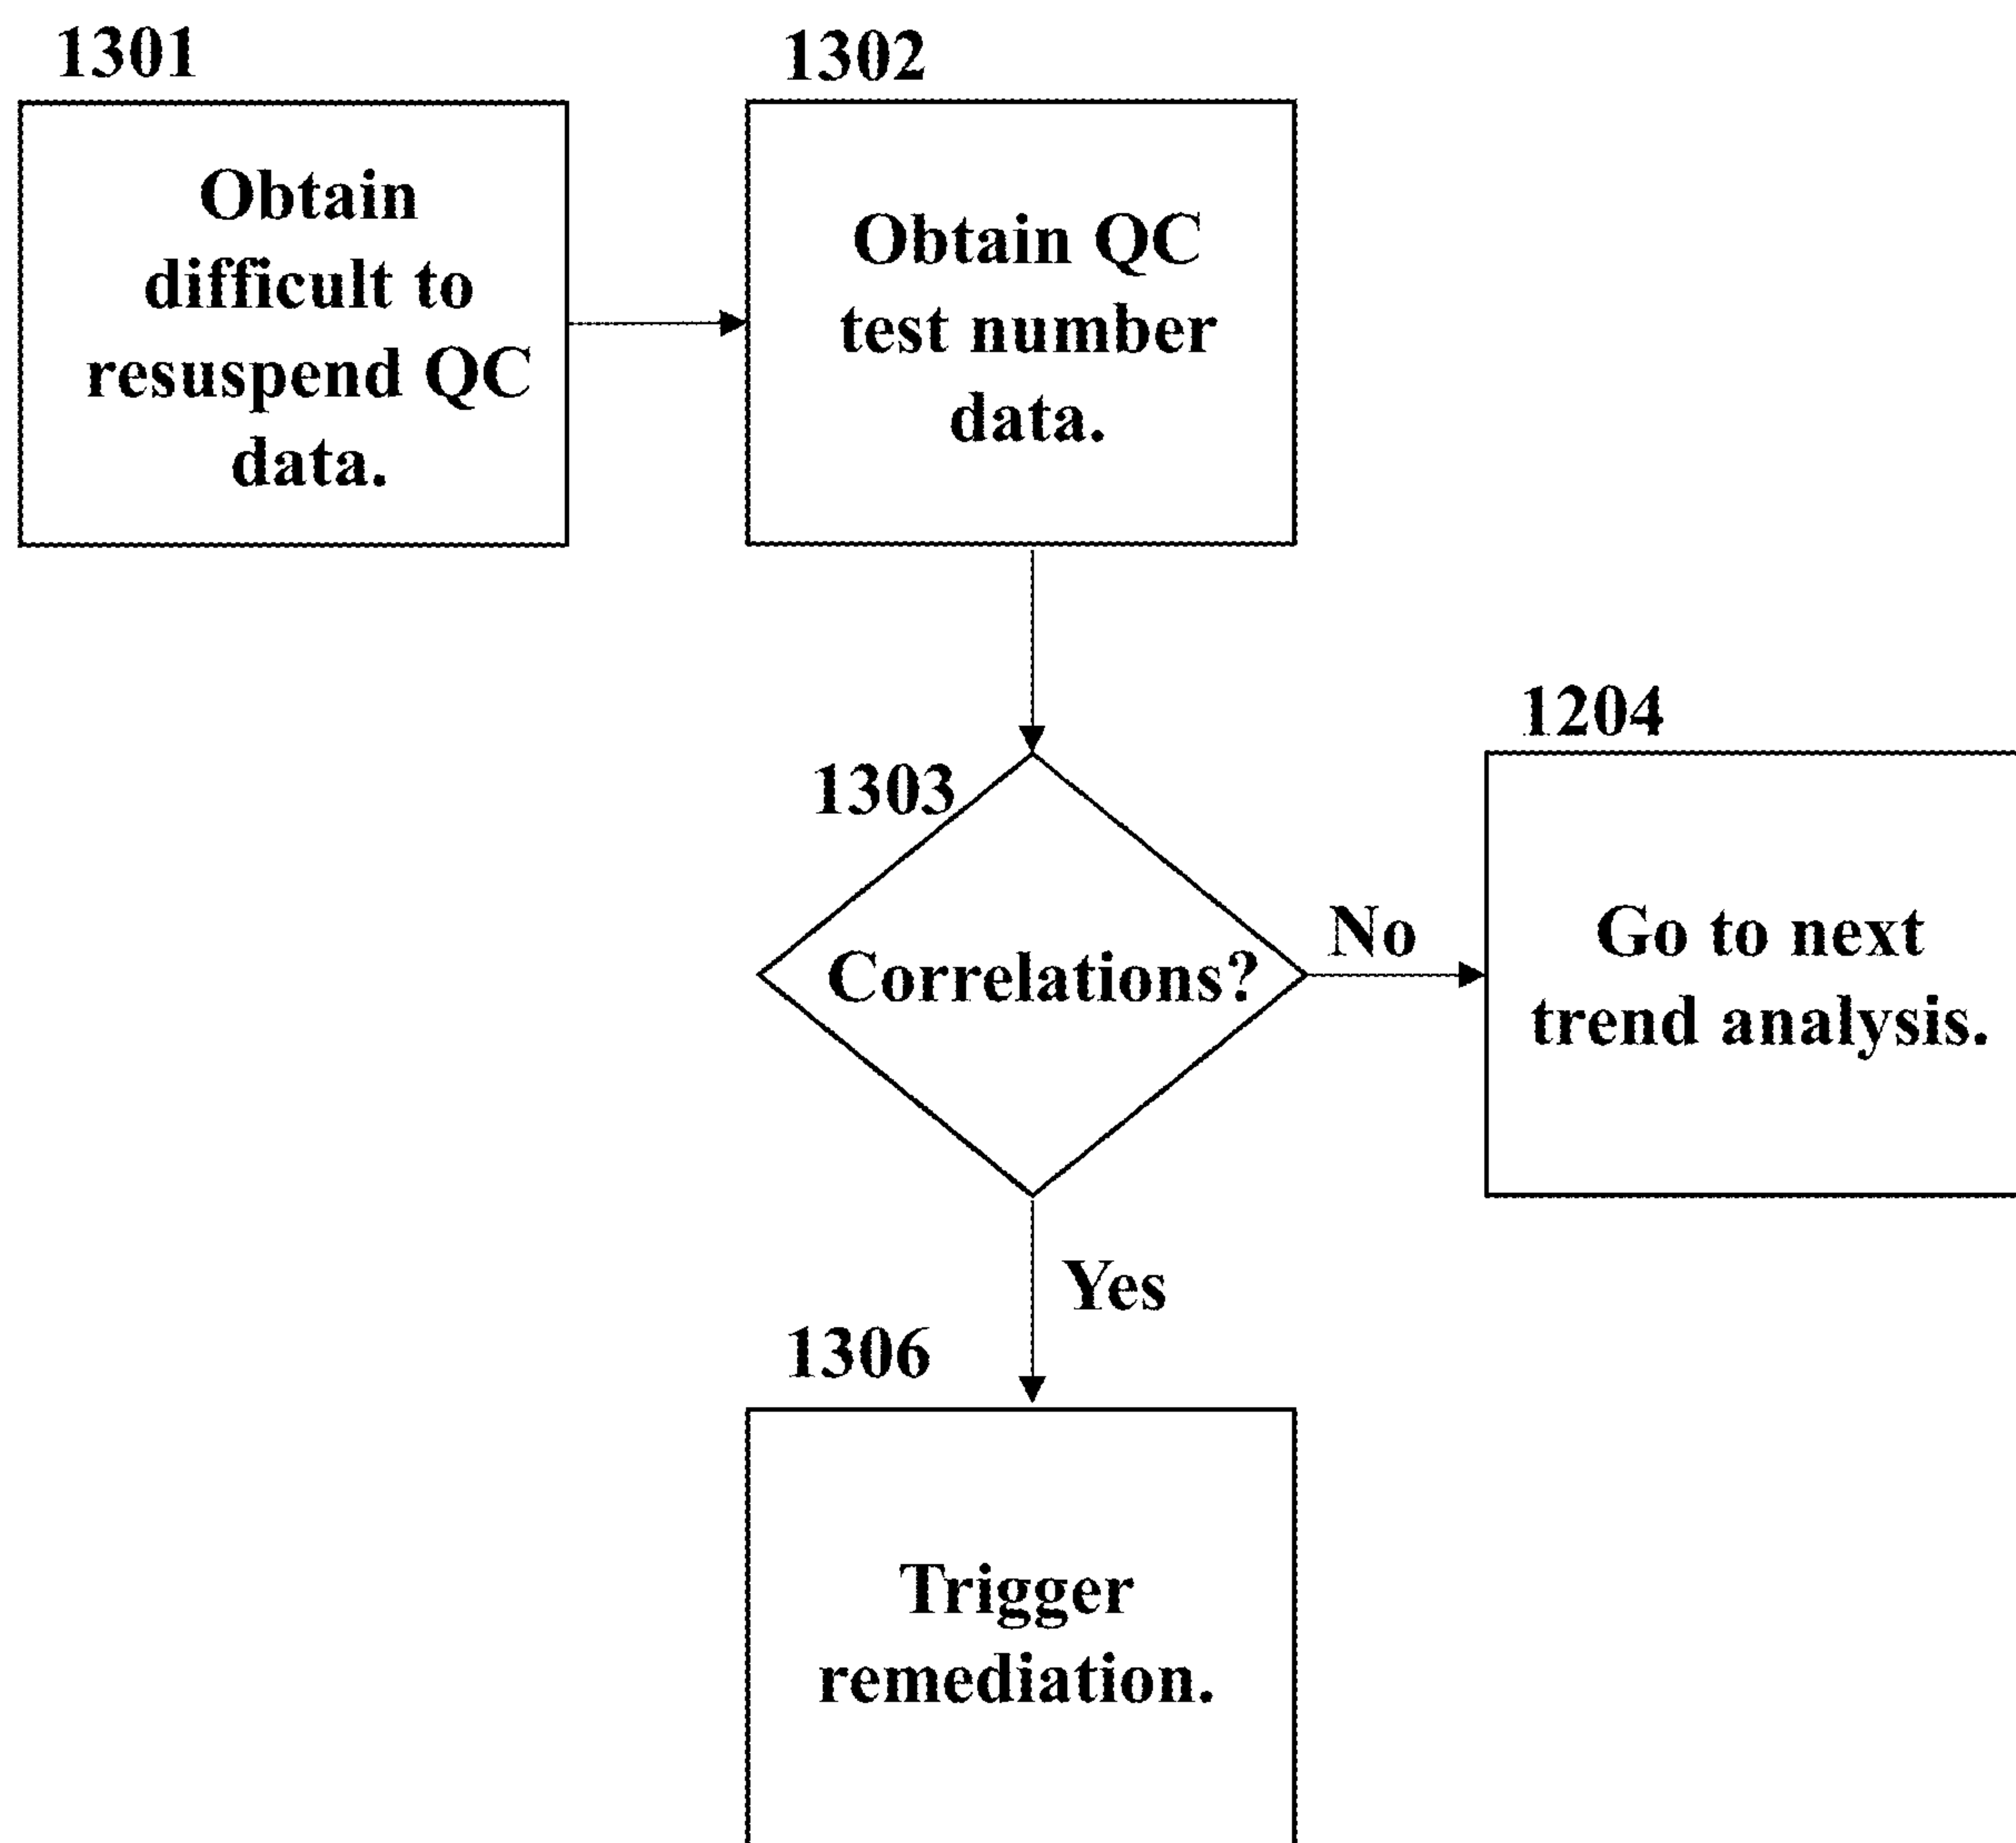 1301
Obtain
difficult to
resuspend QC
data.
1302
Obtain QC
test number
data.
1303
Correlations?
No
1204
Go to next
trend analysis.
Yes
1306
Trigger
remediation.